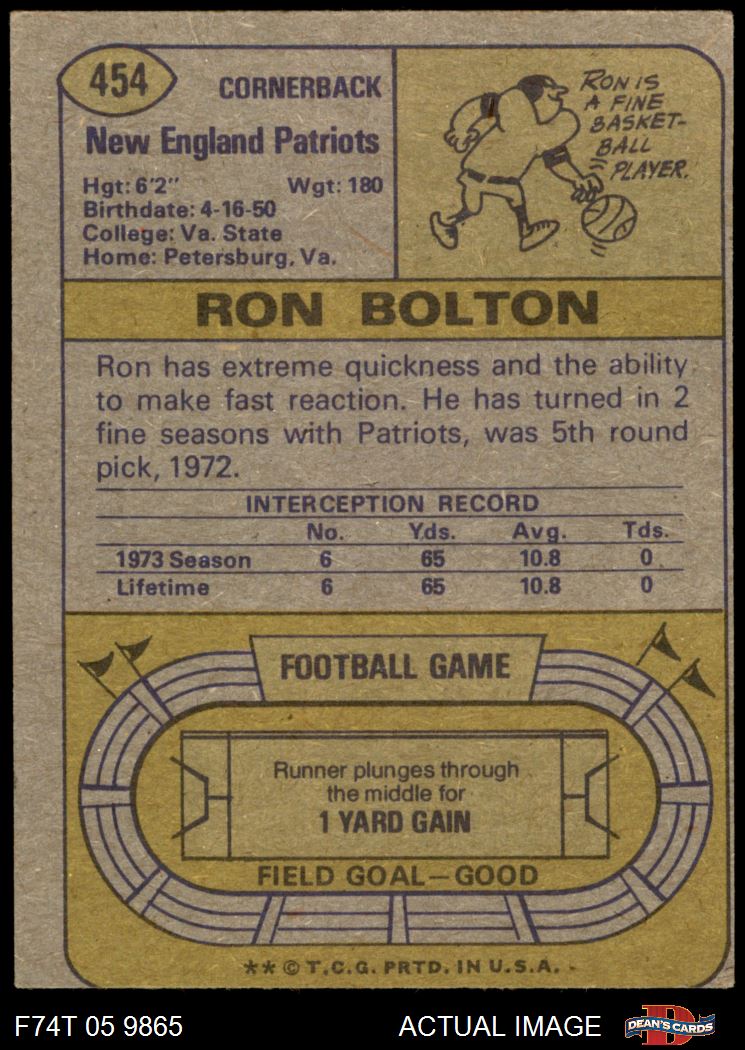 454
CORNERBACK
New England Patriots
Hgt: 6'2" Wgt: 180
Birthdate: 4-16-50
College: Va. State
Home: Petersburg, Va.
RON IS
A FINE
BASKET-
BALL
PLAYER.
RON BOLTON
Ron has extreme quickness and the ability
to make fast reaction. He has turned in 2
fine seasons with Patriots, was 5th round
pick, 1972.
INTERCEPTION RECORD
No. Yds. Avg. Tds.
1973 Season 6 65 10.8 0
Lifetime 6 65 10.8 0
FOOTBALL GAME
Runner plunges through
the middle for
1 YARD GAIN
FIELD GOAL—GOOD
** © T.C.G. PRTD. IN U.S.A.
F74T 05 9865 ACTUAL IMAGE
D
DEAN'S CARDS